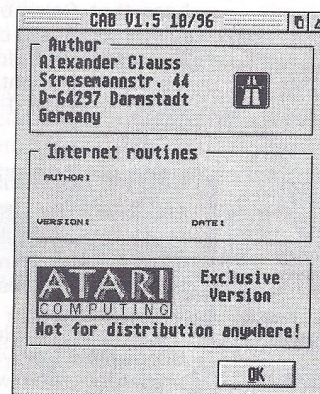 CAB V1.5 10/96
Author
Alexander Clauss
Stresemannstr. 44
D-64297 Darmstadt
Germany
Internet routines
AUTHOR:
VERSION: DATE:
ATARI
COMPUTING
Exclusive
Version
Not for distribution anywhere!
OK